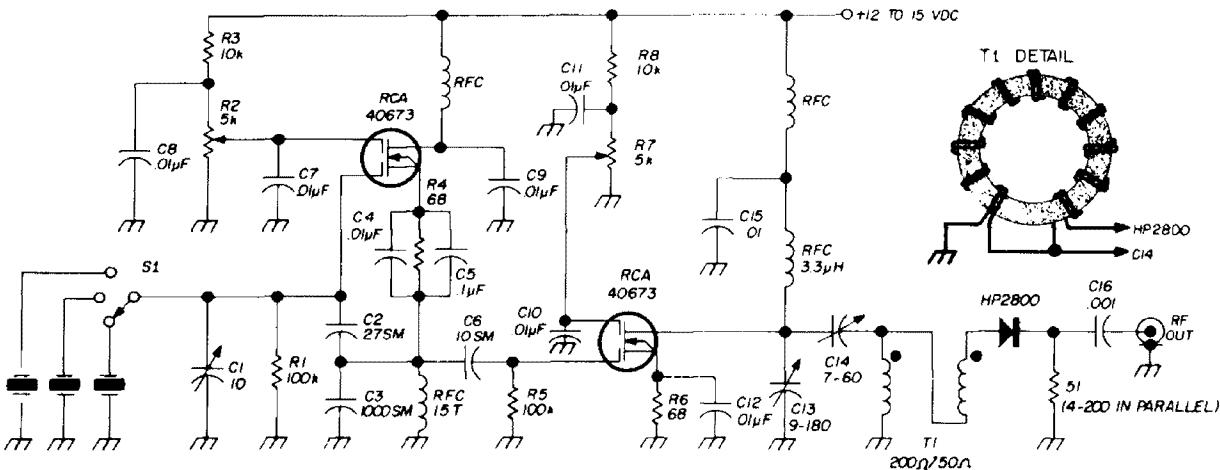 +12 TO 15 VDC
R3
10k
RFC
R8
10k
C11
.01µF
RFC
T1 DETAIL
RCA
40673
R2
5k
C8
.01µF
C7
.01µF
R4
68
C9
.01µF
R7
5k
C4
.01µF
C5
.1µF
C15
.01
RFC
3.3µH
HP2800
C14
S1
RCA
40673
HP2800
C16
.001
RF
OUT
C2
27SM
C6
10SM
C10
.01µF
C1
10
R1
100k
C3
1000SM
RFC
15T
R5
100k
R6
68
C12
.01µF
C13
9-180
C14
7-60
51
(4-200 IN PARALLEL)
T1
200Ω/50Ω